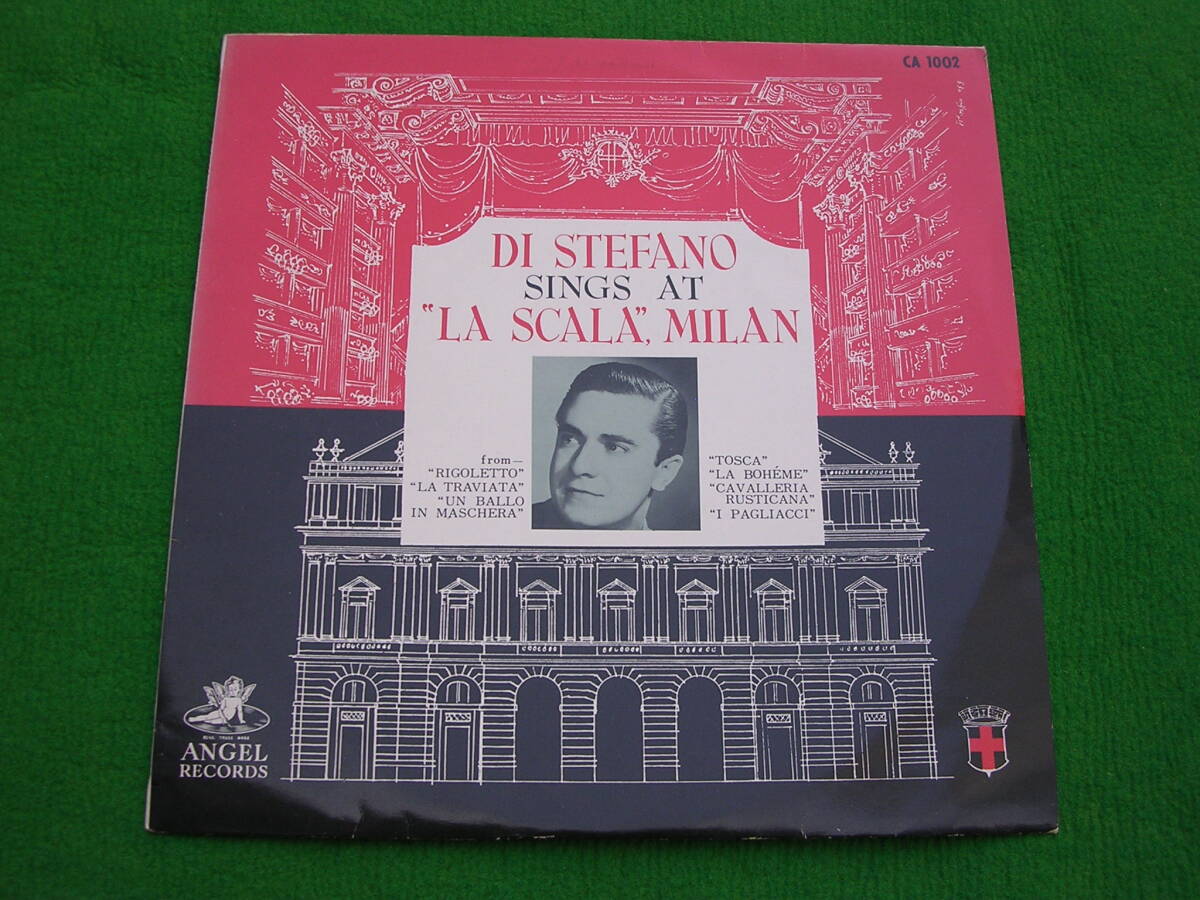 CA 1002
DI STEFANO
SINGS AT
"LA SCALA", MILAN
from—
"RIGOLETTO"
"LA TRAVIATA"
"UN BALLO
IN MASCHERA"
"TOSCA"
"LA BOHÉME"
"CAVALLERIA
RUSTICANA"
"I PAGLIACCI"
ANGEL
RECORDS